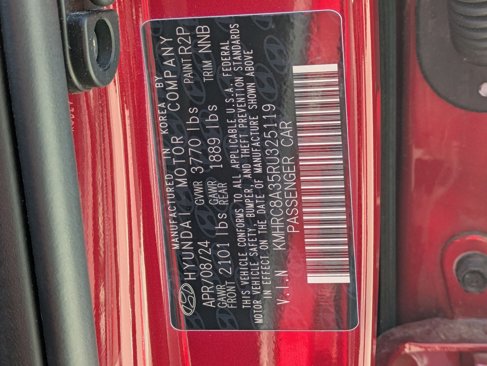 MANUFACTURED IN KOREA BY
HYUNDAI MOTOR COMPANY
APR/08/24 GVWR 3770 lbs PAINT R2P
GAWR FRONT 2101 lbs GAWR REAR 1889 lbs TRIM NNB
THIS VEHICLE CONFORMS TO ALL APPLICABLE U.S.A. FEDERAL
MOTOR VEHICLE SAFETY, BUMPER, AND THEFT PREVENTION STANDARDS
IN EFFECT ON THE DATE OF MANUFACTURE SHOWN ABOVE
V.I.N KMHRC8A35RU325119
PASSENGER CAR